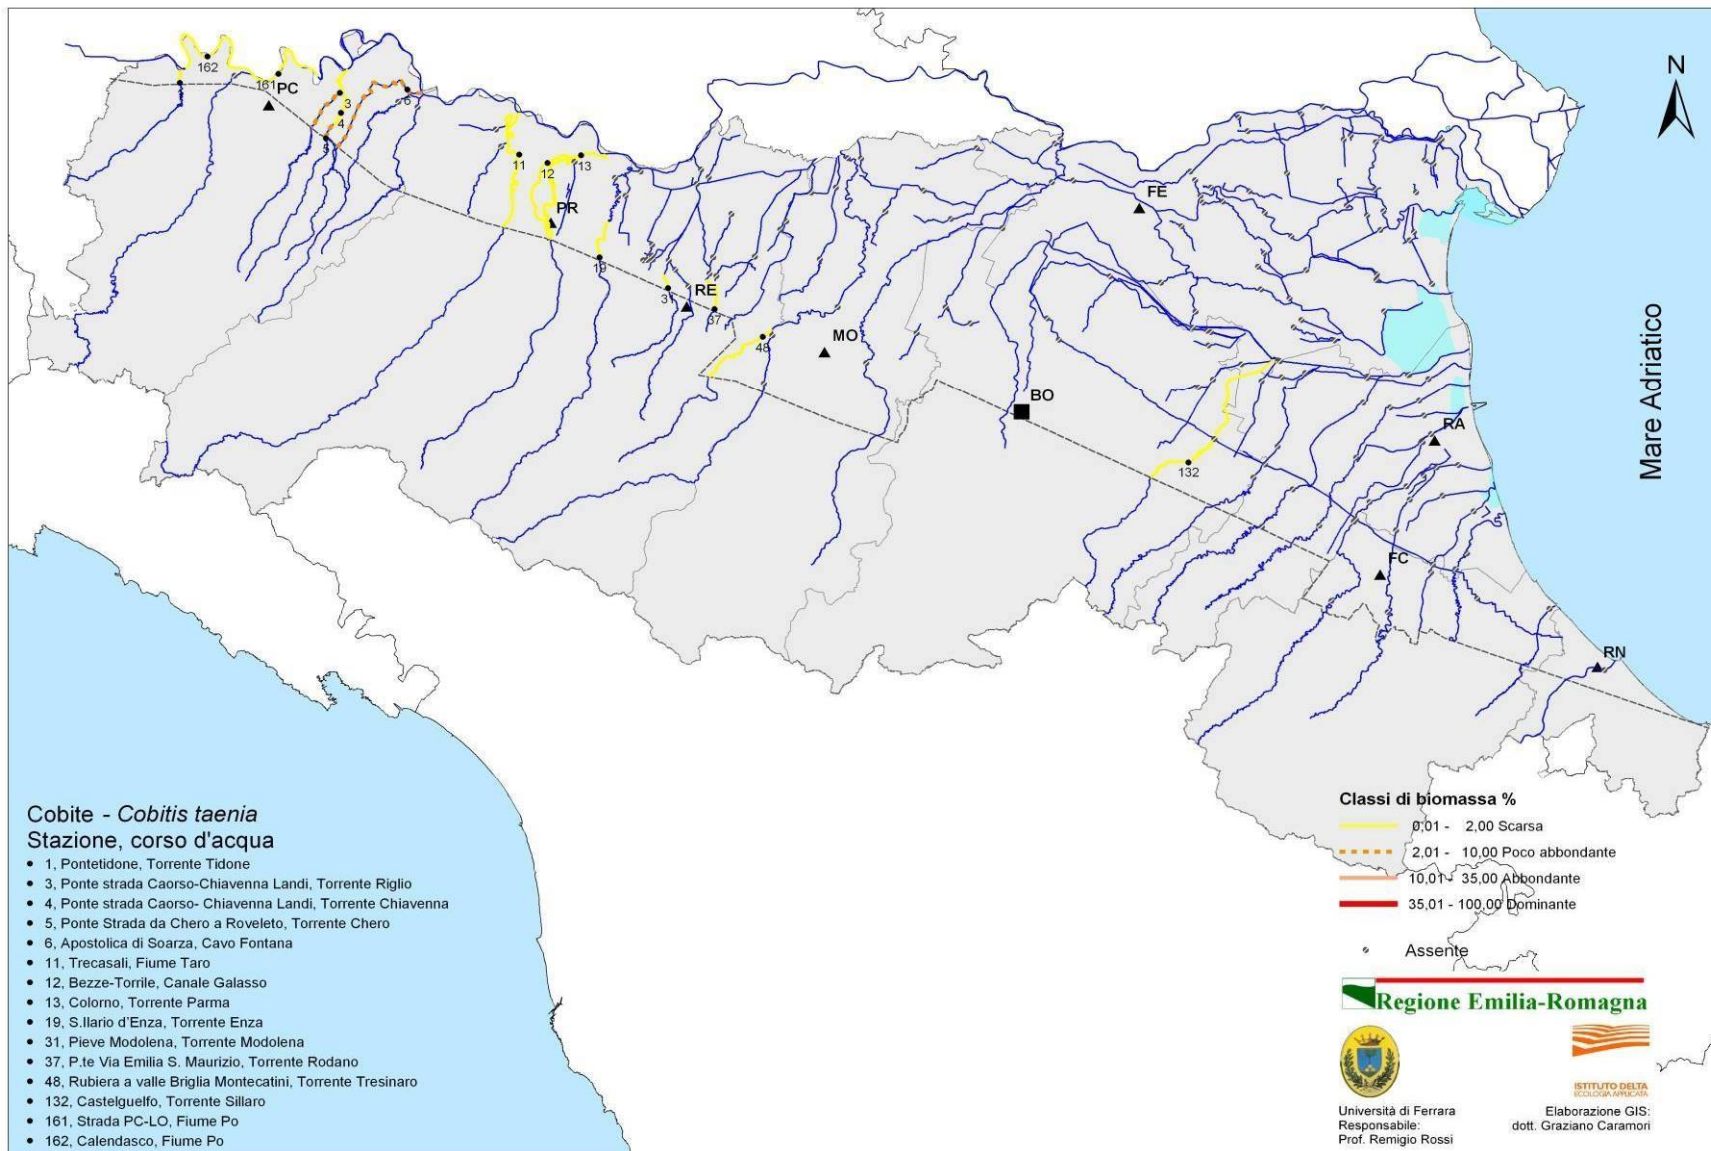 N
162
161
PC
3
4
5
6
11
12
13
PR
19
31
RE
37
48
MO
FE
BO
132
RA
FC
RN
Mare Adriatico
Cobite - Cobitis taenia
Stazione, corso d'acqua
• 1, Pontetidone, Torrente Tidone
• 3, Ponte strada Caorso-Chiavenna Landi, Torrente Riglio
• 4, Ponte strada Caorso- Chiavenna Landi, Torrente Chiavenna
• 5, Ponte Strada da Chero a Roveleto, Torrente Chero
• 6, Apostolica di Soarza, Cavo Fontana
• 11, Trecasali, Fiume Taro
• 12, Bezze-Torrile, Canale Galasso
• 13, Colorno, Torrente Parma
• 19, S.Ilario d'Enza, Torrente Enza
• 31, Pieve Modolena, Torrente Modolena
• 37, P.te Via Emilia S. Maurizio, Torrente Rodano
• 48, Rubiera a valle Briglia Montecatini, Torrente Tresinaro
• 132, Castelguelfo, Torrente Sillaro
• 161, Strada PC-LO, Fiume Po
• 162, Calendasco, Fiume Po
Classi di biomassa %
0,01 - 2,00 Scarsa
2,01 - 10,00 Poco abbondante
10,01 - 35,00 Abbondante
35,01 - 100,00 Dominante
Assente
Regione Emilia-Romagna
ISTITUTO DELTA
ECOLOGIA APPLICATA
Università di Ferrara
Responsabile:
Prof. Remigio Rossi
Elaborazione GIS:
dott. Graziano Caramori